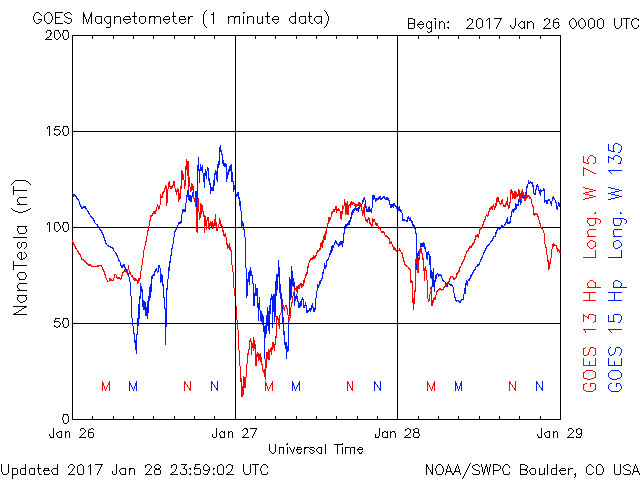 GOES Magnetometer (1 minute data)
Begin: 2017 Jan 26 0000 UTC
200
150
100
50
0
NanoTesla (nT)
M M N N M M N N M M N N
Jan 26 Jan 27 Jan 28 Jan 29
Universal Time
GOES 13 Hp Long. W 75
GOES 15 Hp Long. W 135
Updated 2017 Jan 28 23:59:02 UTC
NOAA/SWPC Boulder, CO USA